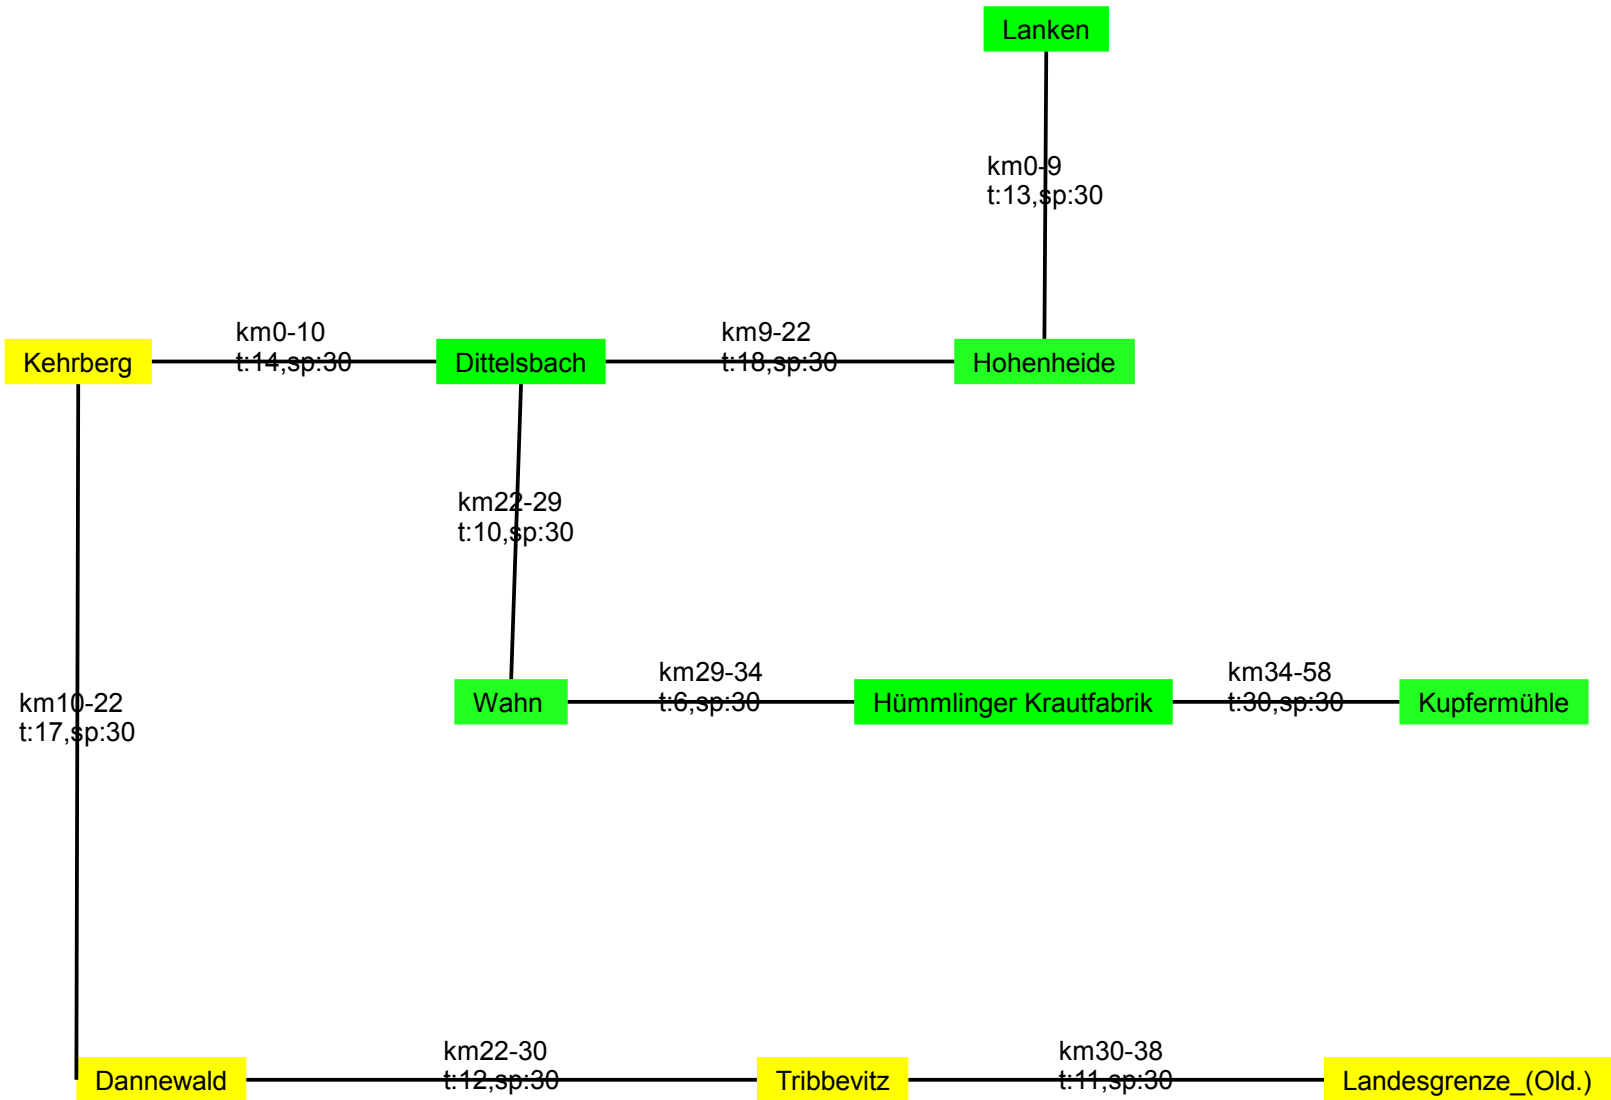 Lanken
km0-9
t:13,sp:30
km0-10
t:14,sp:30
km9-22
t:18,sp:30
Kehrberg
Dittelsbach
Hohenheide
km22-29
t:10,sp:30
km29-34
t:6,sp:30
km34-58
t:30,sp:30
Wahn
Hümmlinger Krautfabrik
Kupfermühle
km10-22
t:17,sp:30
km22-30
t:12,sp:30
km30-38
t:11,sp:30
Dannewald
Tribbevitz
Landesgrenze_(Old.)